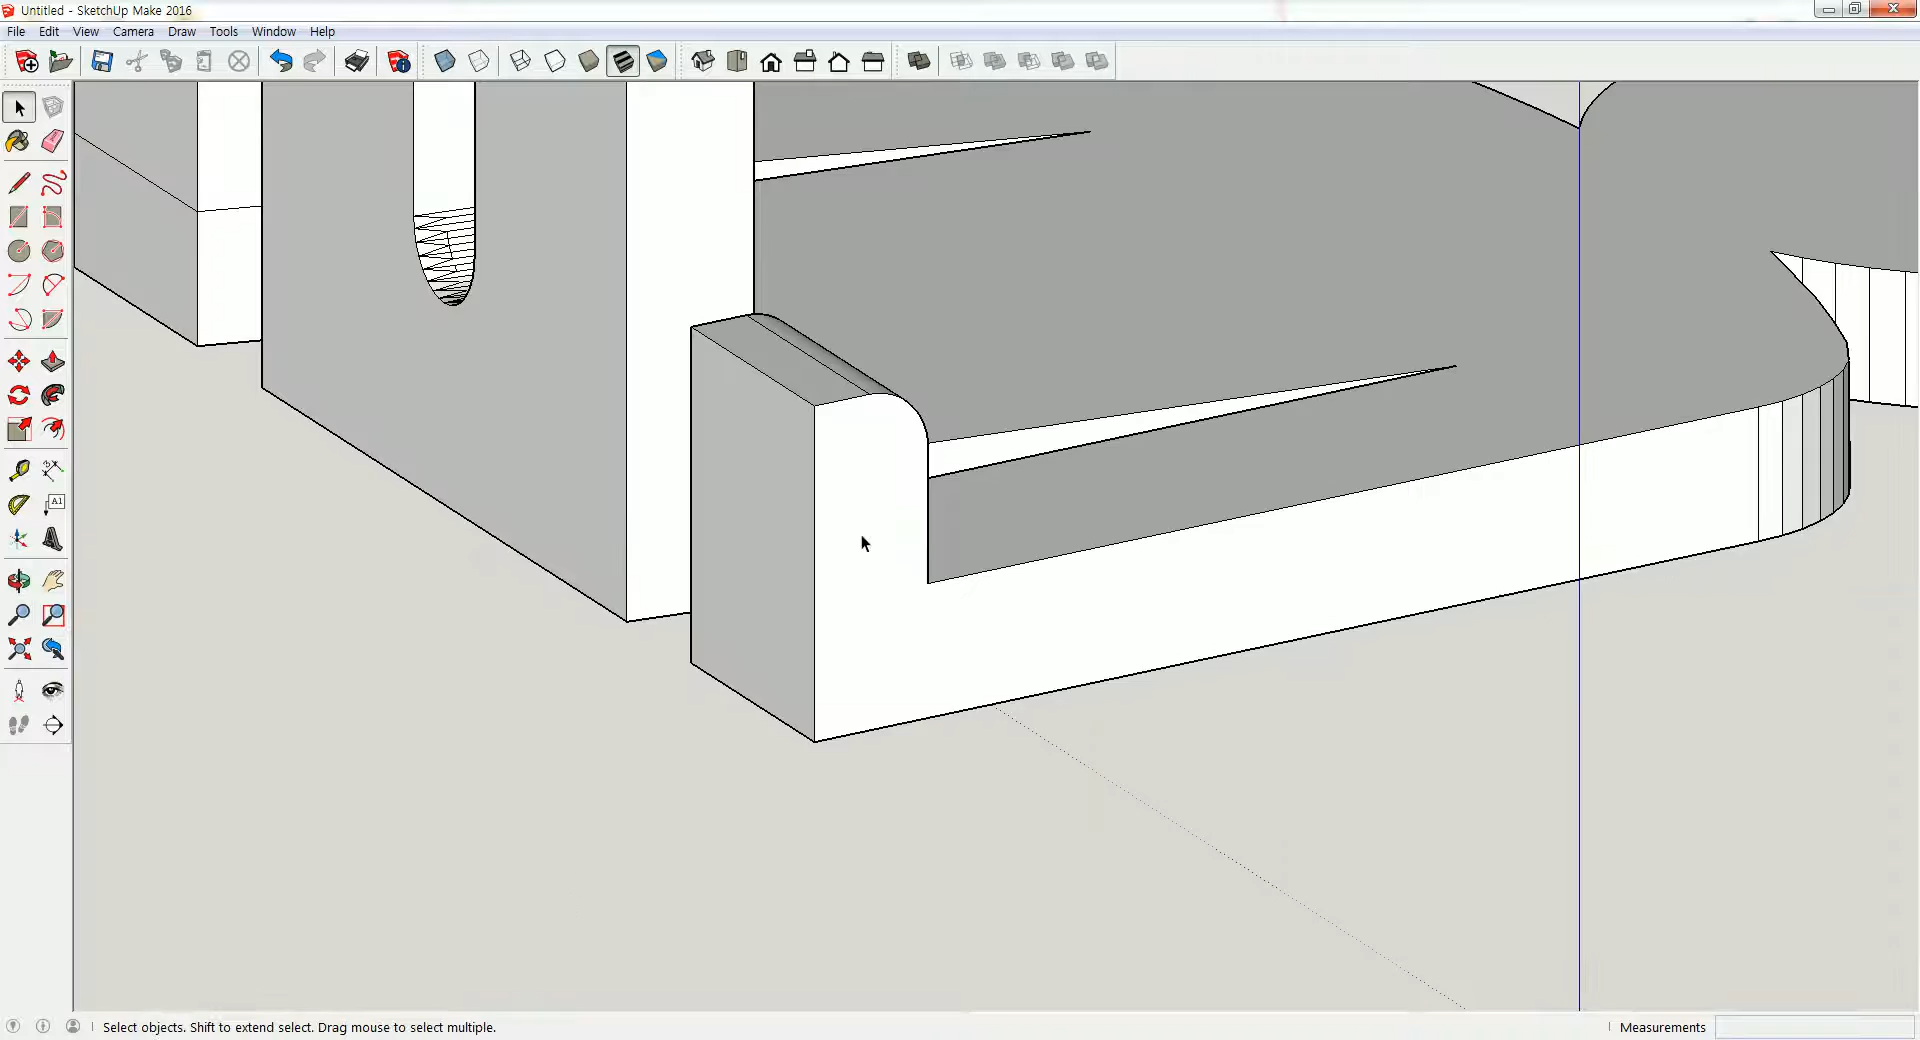 Untitled - SketchUp Make 2016
File Edit View Camera Draw Tools Window Help
A1
Select objects. Shift to extend select. Drag mouse to select multiple.
Measurements